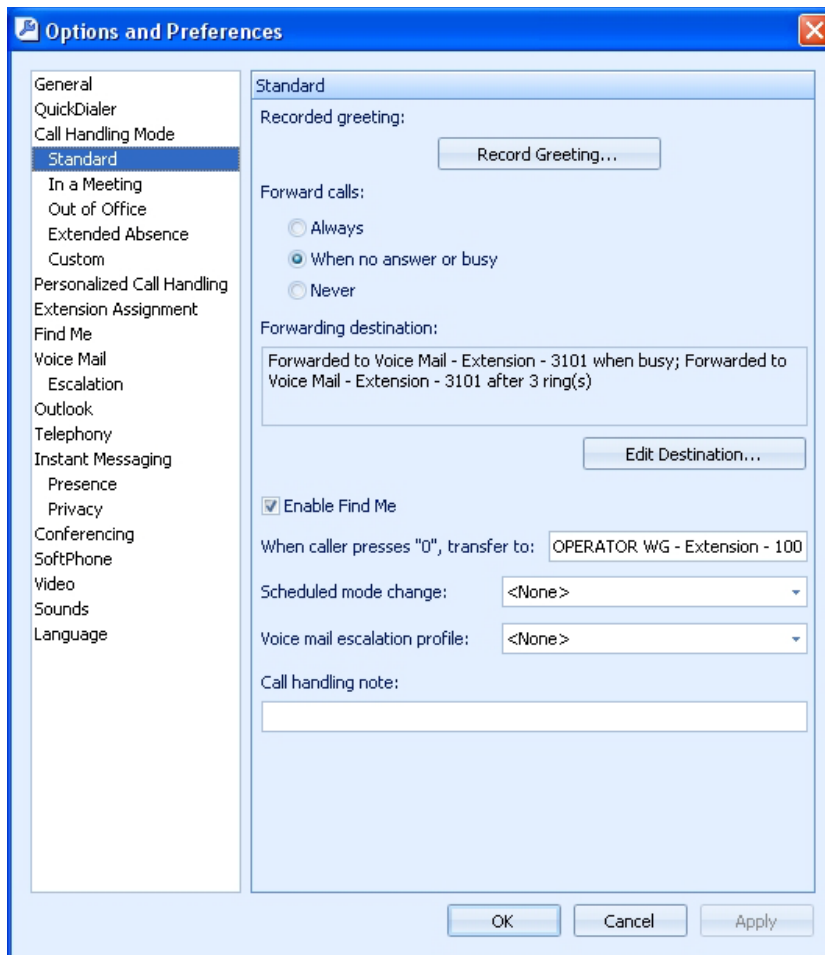 Options and Preferences
General
QuickDialer
Call Handling Mode
Standard
In a Meeting
Out of Office
Extended Absence
Custom
Personalized Call Handling
Extension Assignment
Find Me
Voice Mail
Escalation
Outlook
Telephony
Instant Messaging
Presence
Privacy
Conferencing
SoftPhone
Video
Sounds
Language
Standard
Recorded greeting:
Record Greeting...
Forward calls:
Always
When no answer or busy
Never
Forwarding destination:
Forwarded to Voice Mail - Extension - 3101 when busy; Forwarded to
Voice Mail - Extension - 3101 after 3 ring(s)
Edit Destination...
Enable Find Me
When caller presses "0", transfer to: OPERATOR WG - Extension - 100
Scheduled mode change: <None>
Voice mail escalation profile: <None>
Call handling note:
OK Cancel Apply